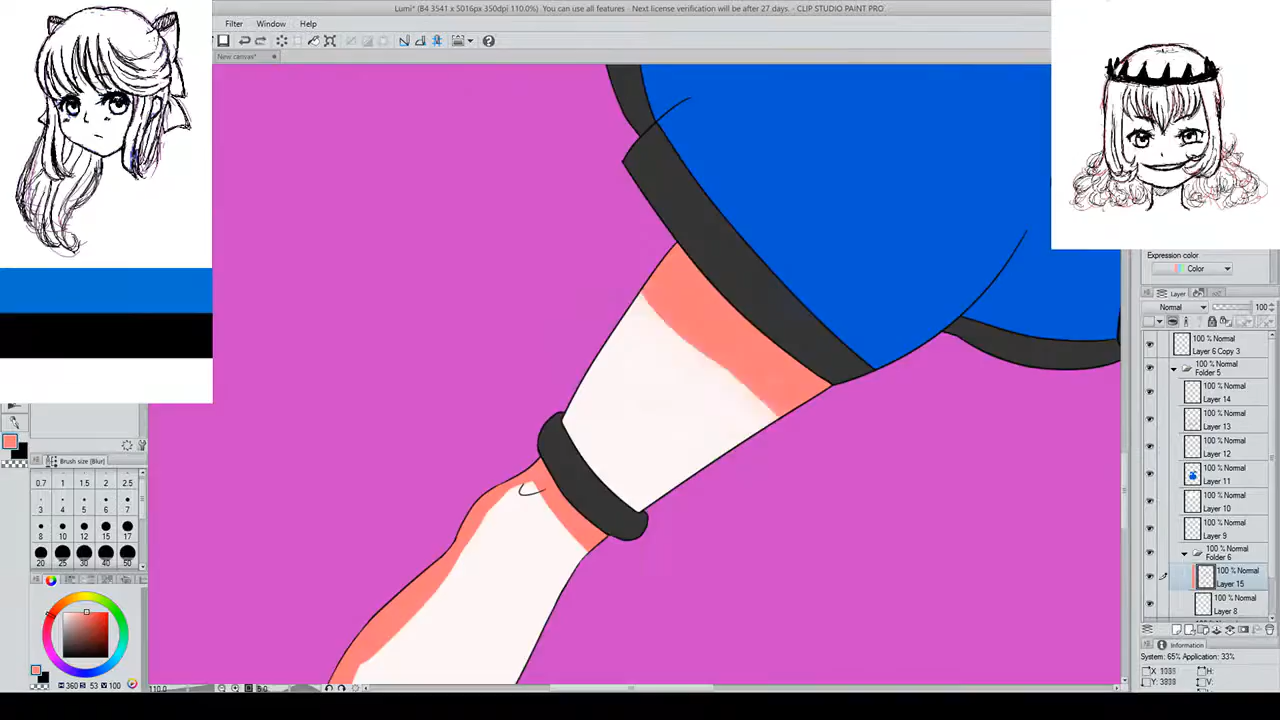 Lumi* (B4 3541 x 5016px 350dpi 110.0%) You can use all features - Next license verification will be after 27 days. - CLIP STUDIO PAINT PRO
Filter Window Help
New canvas*
Expression color
Color
Layer
Normal 100
100 % Normal
Layer 6 Copy 3
100 % Normal
Folder 5
100 % Normal
Layer 14
100 % Normal
Layer 13
100 % Normal
Layer 12
100 % Normal
Layer 11
100 % Normal
Layer 10
100 % Normal
Layer 9
100 % Normal
Folder 6
100 % Normal
Layer 15
100 % Normal
Layer 8
Brush size (Blur)
0.7 1 1.5 2 2.5
3 4 5 6 7
8 10 12 15 17
20 25 30 40 50
H 360 S 53 V 100
110.0 0.0
Information
System: 65% Application: 33%
H:
V: